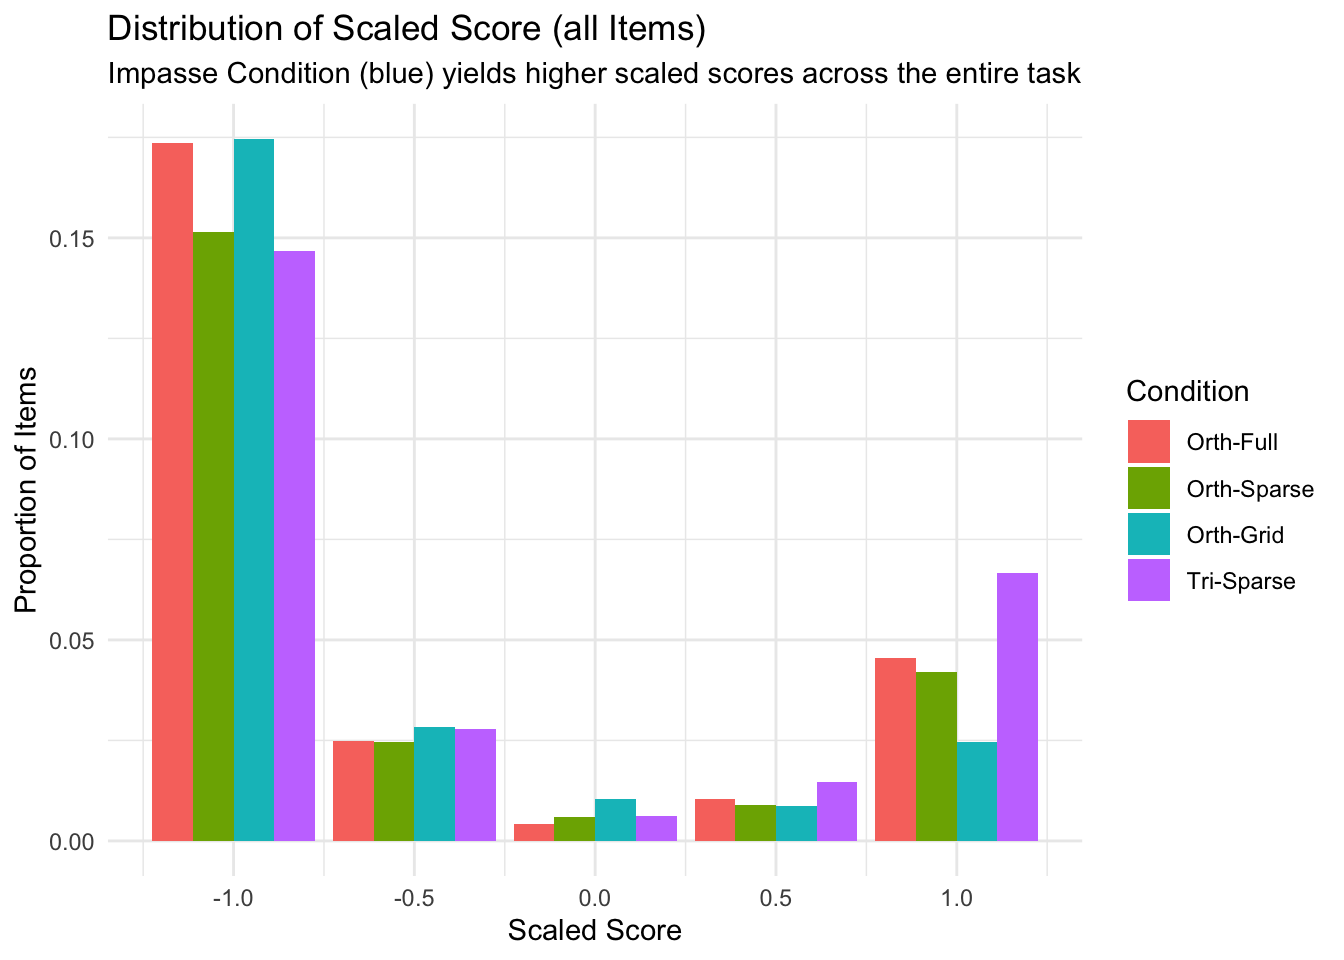 Distribution of Scaled Score (all Items)
Impasse Condition (blue) yields higher scaled scores across the entire task
Proportion of Items
0.15
0.10
0.05
0.00
-1.0
-0.5
0.0
0.5
1.0
Scaled Score
Condition
Orth-Full
Orth-Sparse
Orth-Grid
Tri-Sparse